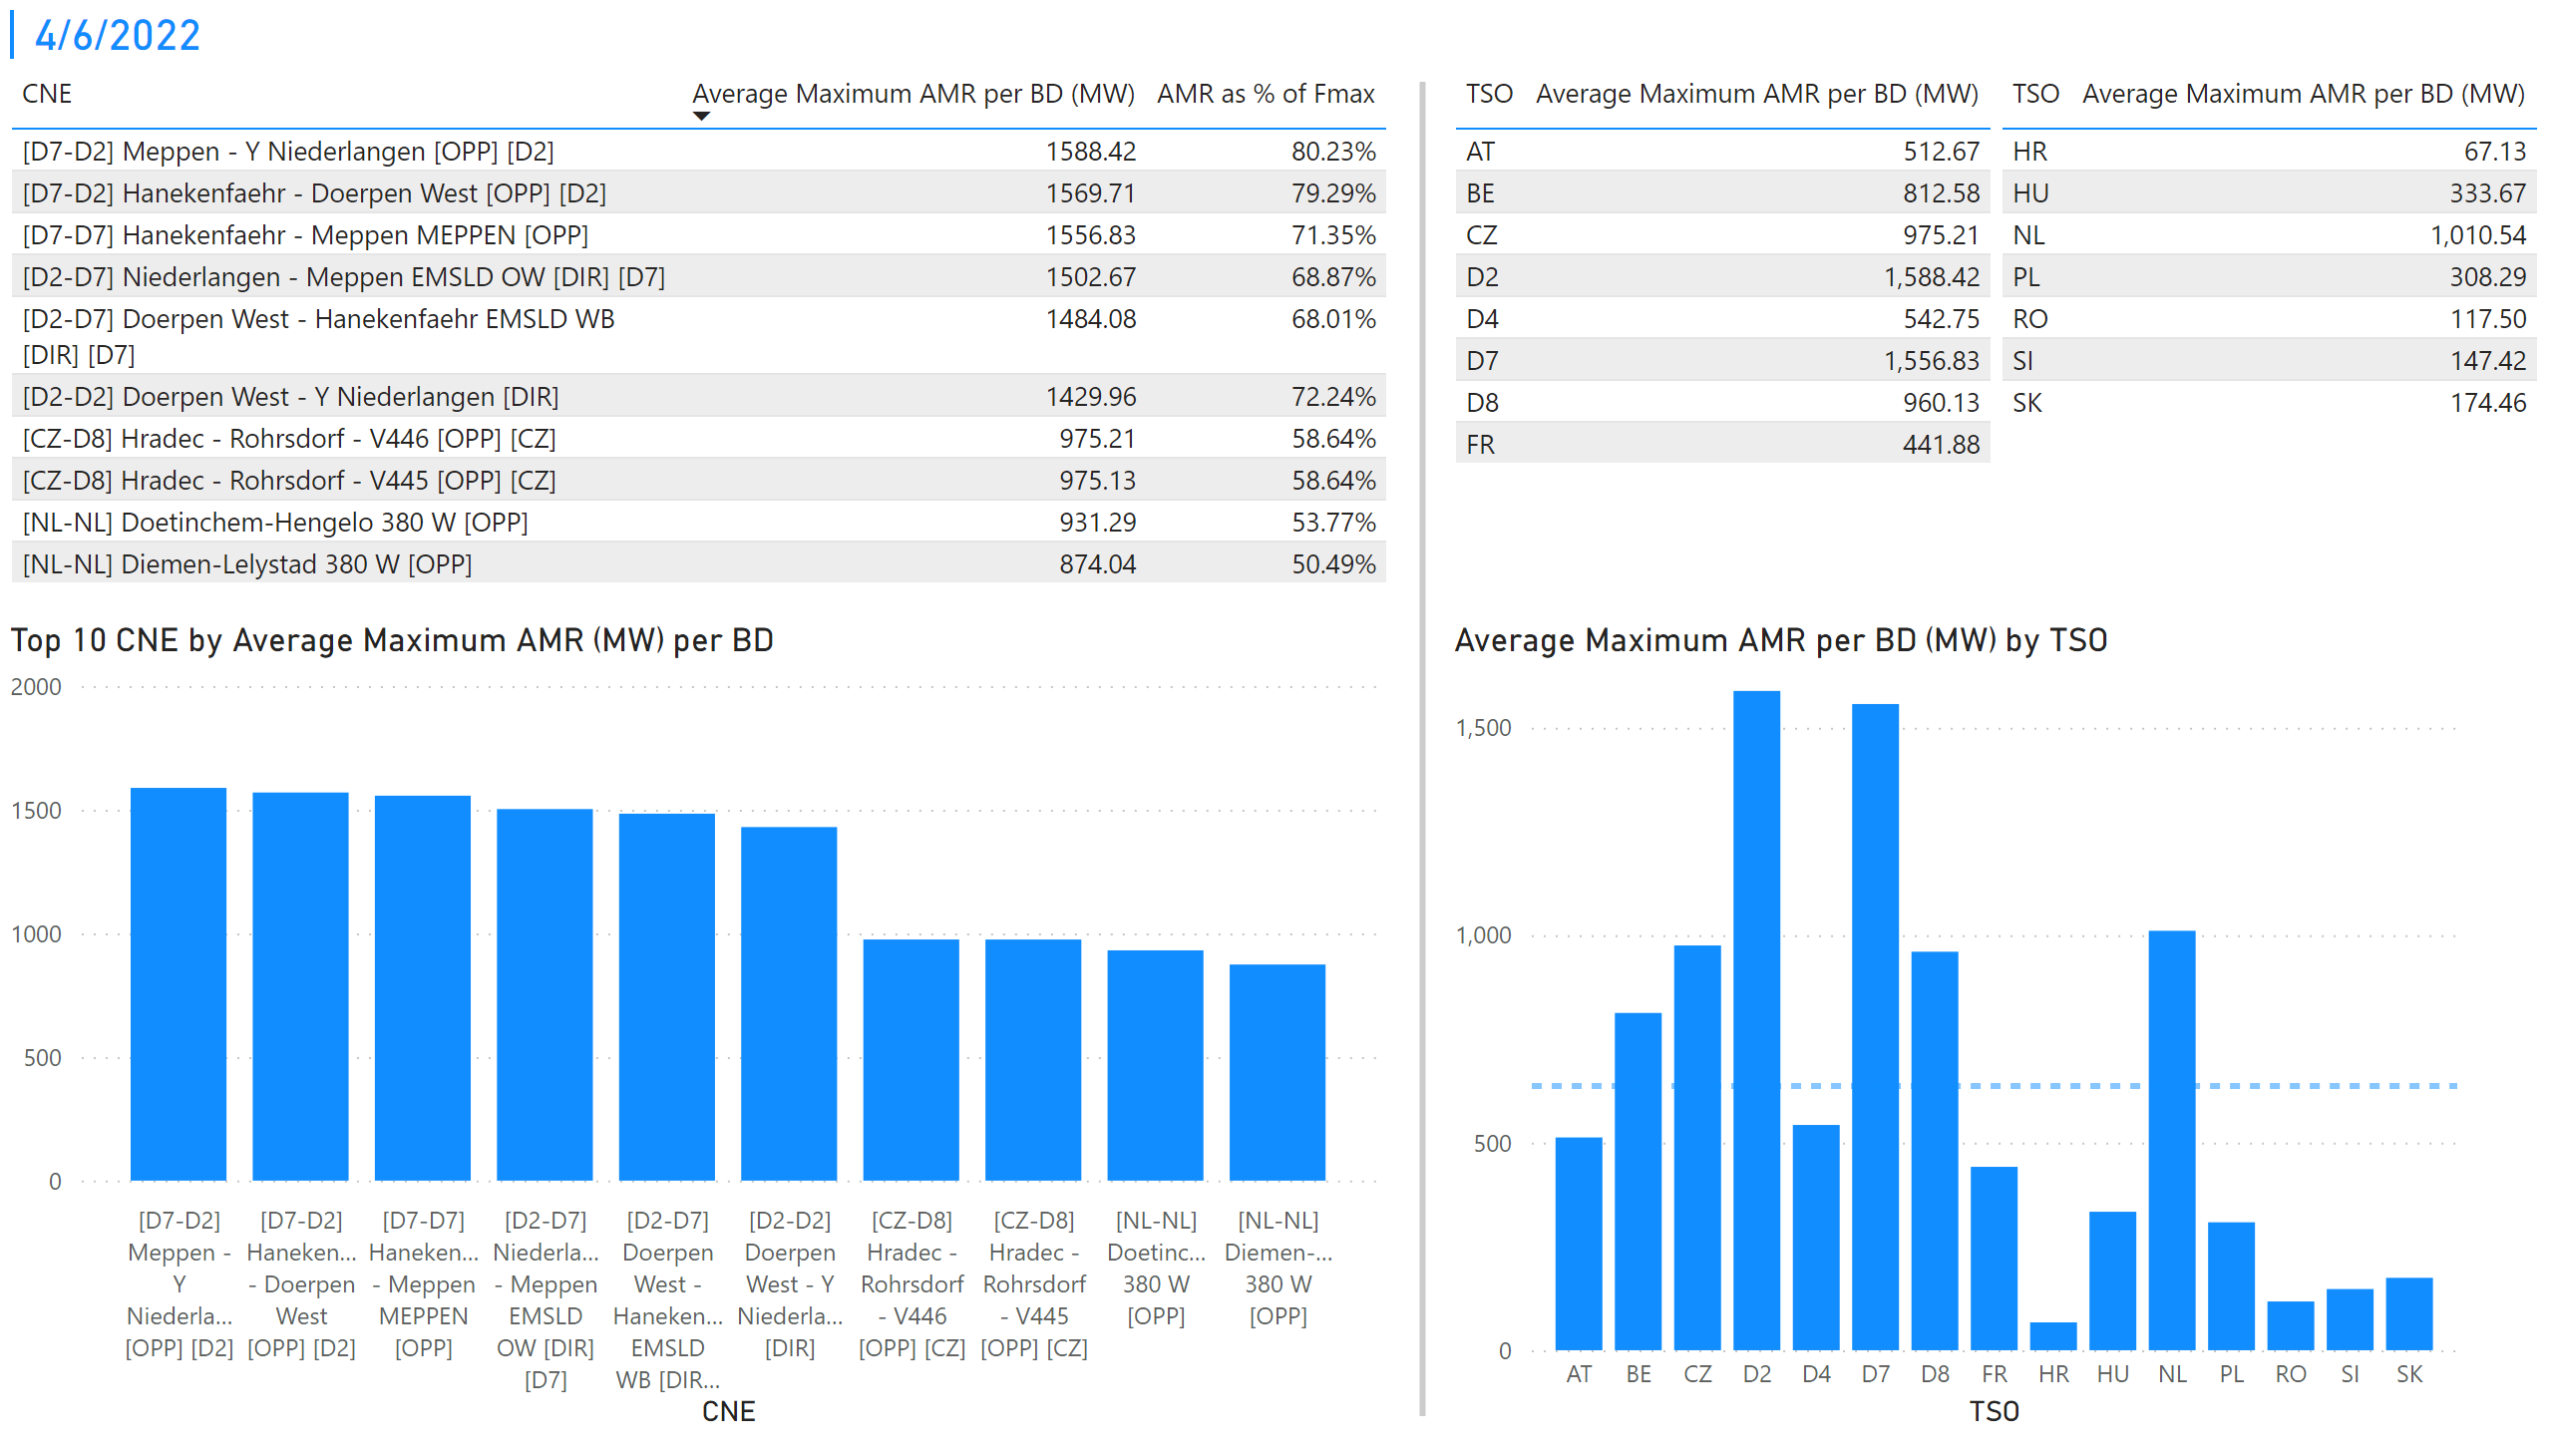 4/6/2022
CNE Average Maximum AMR per BD (MW) AMR as % of Fmax
[D7-D2] Meppen - Y Niederlangen [OPP] [D2] 1588.42 80.23%
[D7-D2] Hanekenfaehr - Doerpen West [OPP] [D2] 1569.71 79.29%
[D7-D7] Hanekenfaehr - Meppen MEPPEN [OPP] 1556.83 71.35%
[D2-D7] Niederlangen - Meppen EMSLD OW [DIR] [D7] 1502.67 68.87%
[D2-D7] Doerpen West - Hanekenfaehr EMSLD WB 1484.08 68.01%
[DIR] [D7]
[D2-D2] Doerpen West - Y Niederlangen [DIR] 1429.96 72.24%
[CZ-D8] Hradec - Rohrsdorf - V446 [OPP] [CZ] 975.21 58.64%
[CZ-D8] Hradec - Rohrsdorf - V445 [OPP] [CZ] 975.13 58.64%
[NL-NL] Doetinchem-Hengelo 380 W [OPP] 931.29 53.77%
[NL-NL] Diemen-Lelystad 380 W [OPP] 874.04 50.49%
TSO Average Maximum AMR per BD (MW)
AT 512.67
BE 812.58
CZ 975.21
D2 1,588.42
D4 542.75
D7 1,556.83
D8 960.13
FR 441.88
TSO Average Maximum AMR per BD (MW)
HR 67.13
HU 333.67
NL 1,010.54
PL 308.29
RO 117.50
SI 147.42
SK 174.46
Top 10 CNE by Average Maximum AMR (MW) per BD
2000
1500
1000
500
0
[D7-D2]
Meppen -
Y
Niederla...
[OPP] [D2]
[D7-D2]
Haneken...
- Doerpen
West
[OPP] [D2]
[D7-D7]
Haneken...
- Meppen
MEPPEN
[OPP]
[D2-D7]
Niederla...
- Meppen
EMSLD
OW [DIR]
[D7]
[D2-D7]
Doerpen
West -
Haneken...
EMSLD
WB [DIR...
[D2-D2]
Doerpen
West - Y
Niederla...
[DIR]
[CZ-D8]
Hradec -
Rohrsdorf
- V446
[OPP] [CZ]
[CZ-D8]
Hradec -
Rohrsdorf
- V445
[OPP] [CZ]
[NL-NL]
Doetinc...
380 W
[OPP]
[NL-NL]
Diemen-...
380 W
[OPP]
CNE
Average Maximum AMR per BD (MW) by TSO
1,500
1,000
500
0
AT BE CZ D2 D4 D7 D8 FR HR HU NL PL RO SI SK
TSO